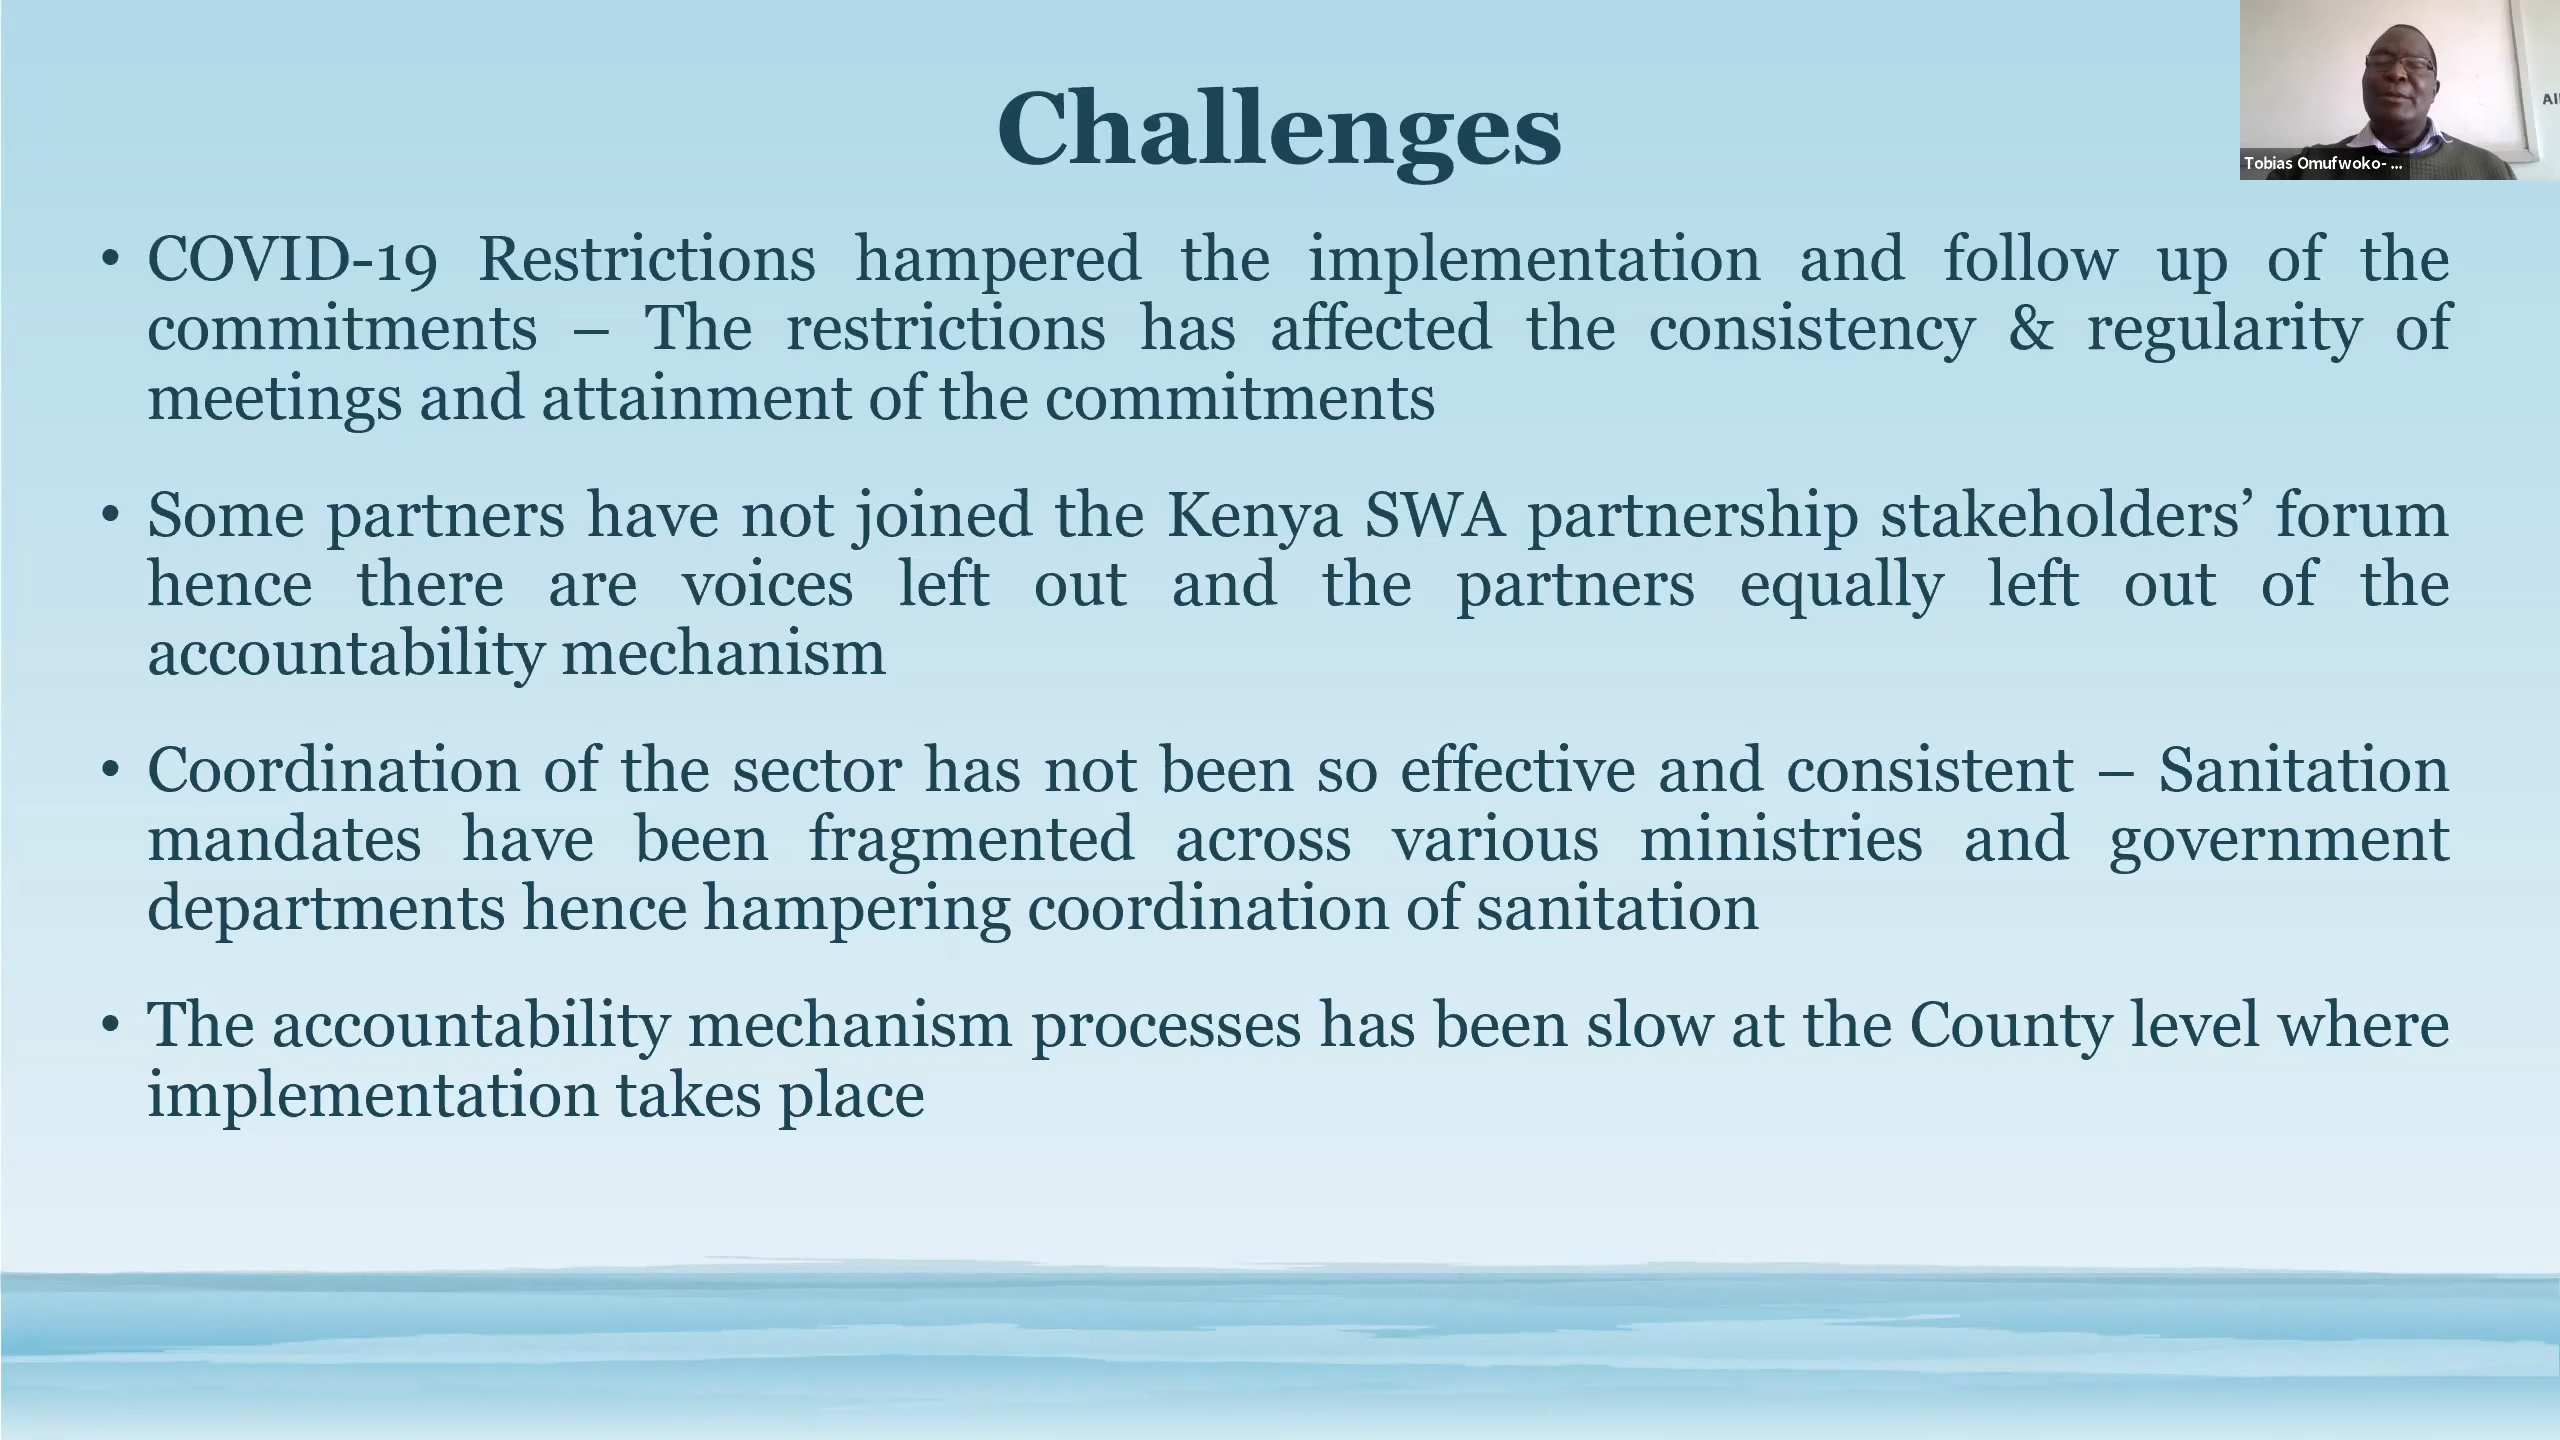 Challenges
• COVID-19 Restrictions hampered the implementation and follow up of the
commitments – The restrictions has affected the consistency & regularity of
meetings and attainment of the commitments
• Some partners have not joined the Kenya SWA partnership stakeholders’ forum
hence there are voices left out and the partners equally left out of the
accountability mechanism
• Coordination of the sector has not been so effective and consistent – Sanitation
mandates have been fragmented across various ministries and government
departments hence hampering coordination of sanitation
• The accountability mechanism processes has been slow at the County level where
implementation takes place
Tobias Omufwoko- ...